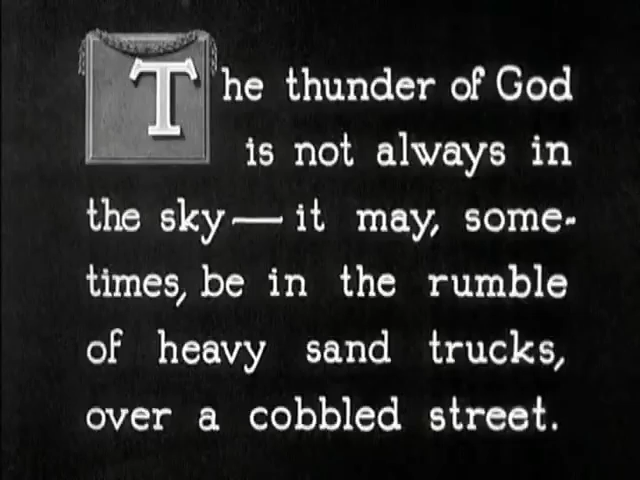 The thunder of God
is not always in
the sky— it may, some-
times, be in the rumble
of heavy sand trucks,
over a cobbled street.